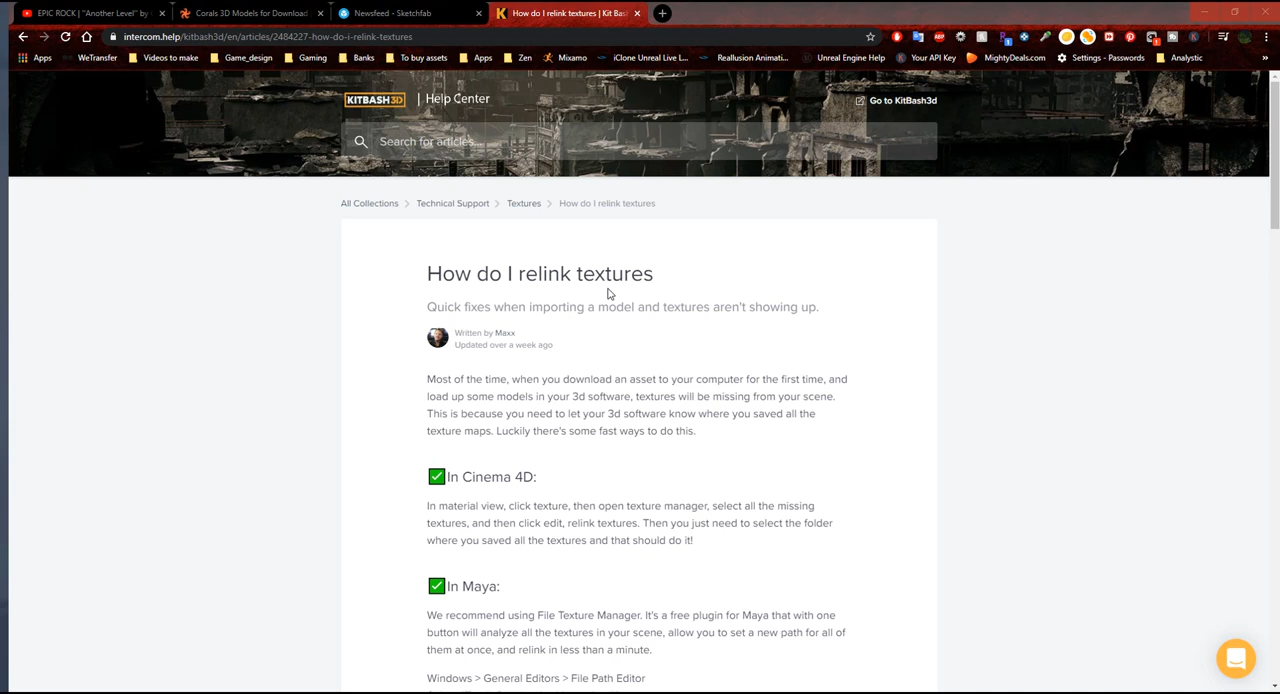 EPIC ROCK | ''Another Level'' by
Corals 3D Models for Download
Newsfeed - Sketchfab
How do I relink textures | Kit Bas
intercom.help/kitbash3d/en/articles/2484227-how-do-i-relink-textures
Apps
WeTransfer
Videos to make
Game_design
Gaming
Banks
To buy assets
Apps
Zen
Mixamo
iClone Unreal Live L...
Reallusion Animati...
Unreal Engine Help
Your API Key
MightyDeals.com
Settings - Passwords
Analystic
»
KITBASH3D | Help Center
Go to KitBash3d
Search for articles...
All Collections
Technical Support
Textures
How do I relink textures
How do I relink textures
Quick fixes when importing a model and textures aren't showing up.
Written by Maxx
Updated over a week ago
Most of the time, when you download an asset to your computer for the first time, and
load up some models in your 3d software, textures will be missing from your scene.
This is because you need to let your 3d software know where you saved all the
texture maps. Luckily there's some fast ways to do this.
In Cinema 4D:
In material view, click texture, then open texture manager, select all the missing
textures, and then click edit, relink textures. Then you just need to select the folder
where you saved all the textures and that should do it!
In Maya:
We recommend using File Texture Manager. It's a free plugin for Maya that with one
button will analyze all the textures in your scene, allow you to set a new path for all of
them at once, and relink in less than a minute.
Windows > General Editors > File Path Editor